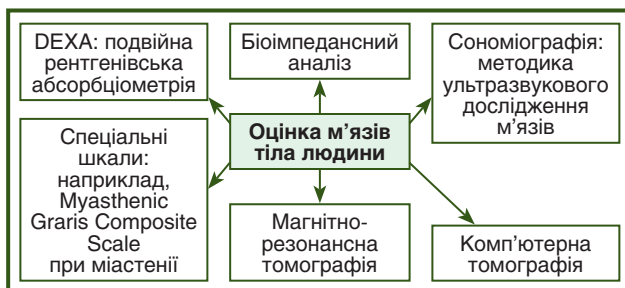 DEXA: подвійна
рентгенівська
абсорбціометрія
Біоімпедансний
аналіз
Сономіографія:
методика
ультразвукового
дослідження
м’язів
Оцінка м’язів
тіла людини
Спеціальні
шкали:
наприклад,
Myasthenic
Graris Composite
Scale
при міастенії
Магнітно-
резонансна
томографія
Комп’ютерна
томографія